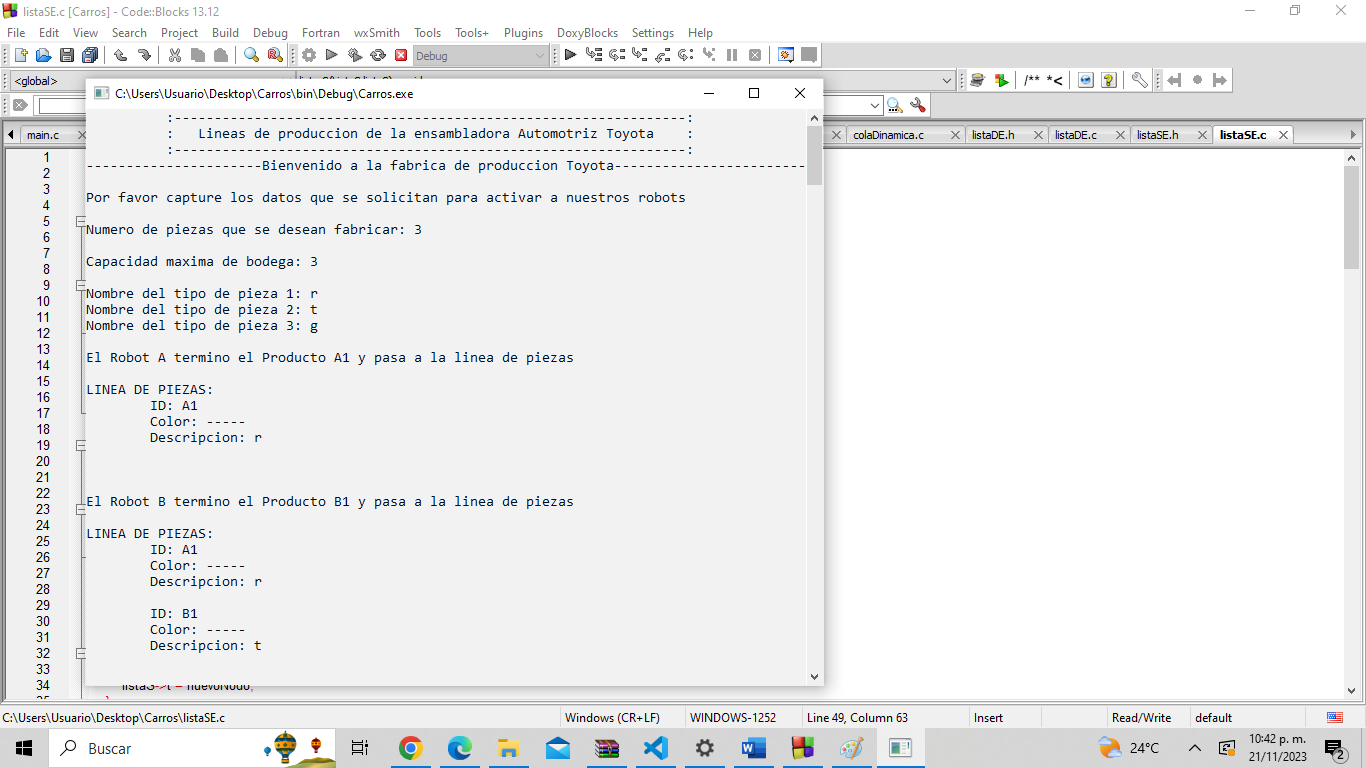 listaSE.c [Carros] - Code::Blocks 13.12
File Edit View Search Project Build Debug Fortran wxSmith Tools Tools+ Plugins DoxyBlocks Settings Help
Debug
/** *<
<global>
C:\Users\Usuario\Desktop\Carros\bin\Debug\Carros.exe
main.c colaDinamica.c listaDE.h listaDE.c listaSE.h listaSE.c
:----------------------------------------------------------------:
: Lineas de produccion de la ensambladora Automotriz Toyota :
:----------------------------------------------------------------:
----------------------Bienvenido a la fabrica de produccion Toyota------------------------
Por favor capture los datos que se solicitan para activar a nuestros robots
Numero de piezas que se desean fabricar: 3
Capacidad maxima de bodega: 3
Nombre del tipo de pieza 1: r
Nombre del tipo de pieza 2: t
Nombre del tipo de pieza 3: g
El Robot A termino el Producto A1 y pasa a la linea de piezas
LINEA DE PIEZAS:
ID: A1
Color: -----
Descripcion: r
El Robot B termino el Producto B1 y pasa a la linea de piezas
LINEA DE PIEZAS:
ID: A1
Color: -----
Descripcion: r
ID: B1
Color: -----
Descripcion: t
1
2
3
4
5
6
7
8
9
10
11
12
13
14
15
16
17
18
19
20
21
22
23
24
25
26
27
28
29
30
31
32
33
34
C:\Users\Usuario\Desktop\Carros\listaSE.c Windows (CR+LF) WINDOWS-1252 Line 49, Column 63 Insert Read/Write default
Buscar 24°C 10:42 p. m.
21/11/2023 2